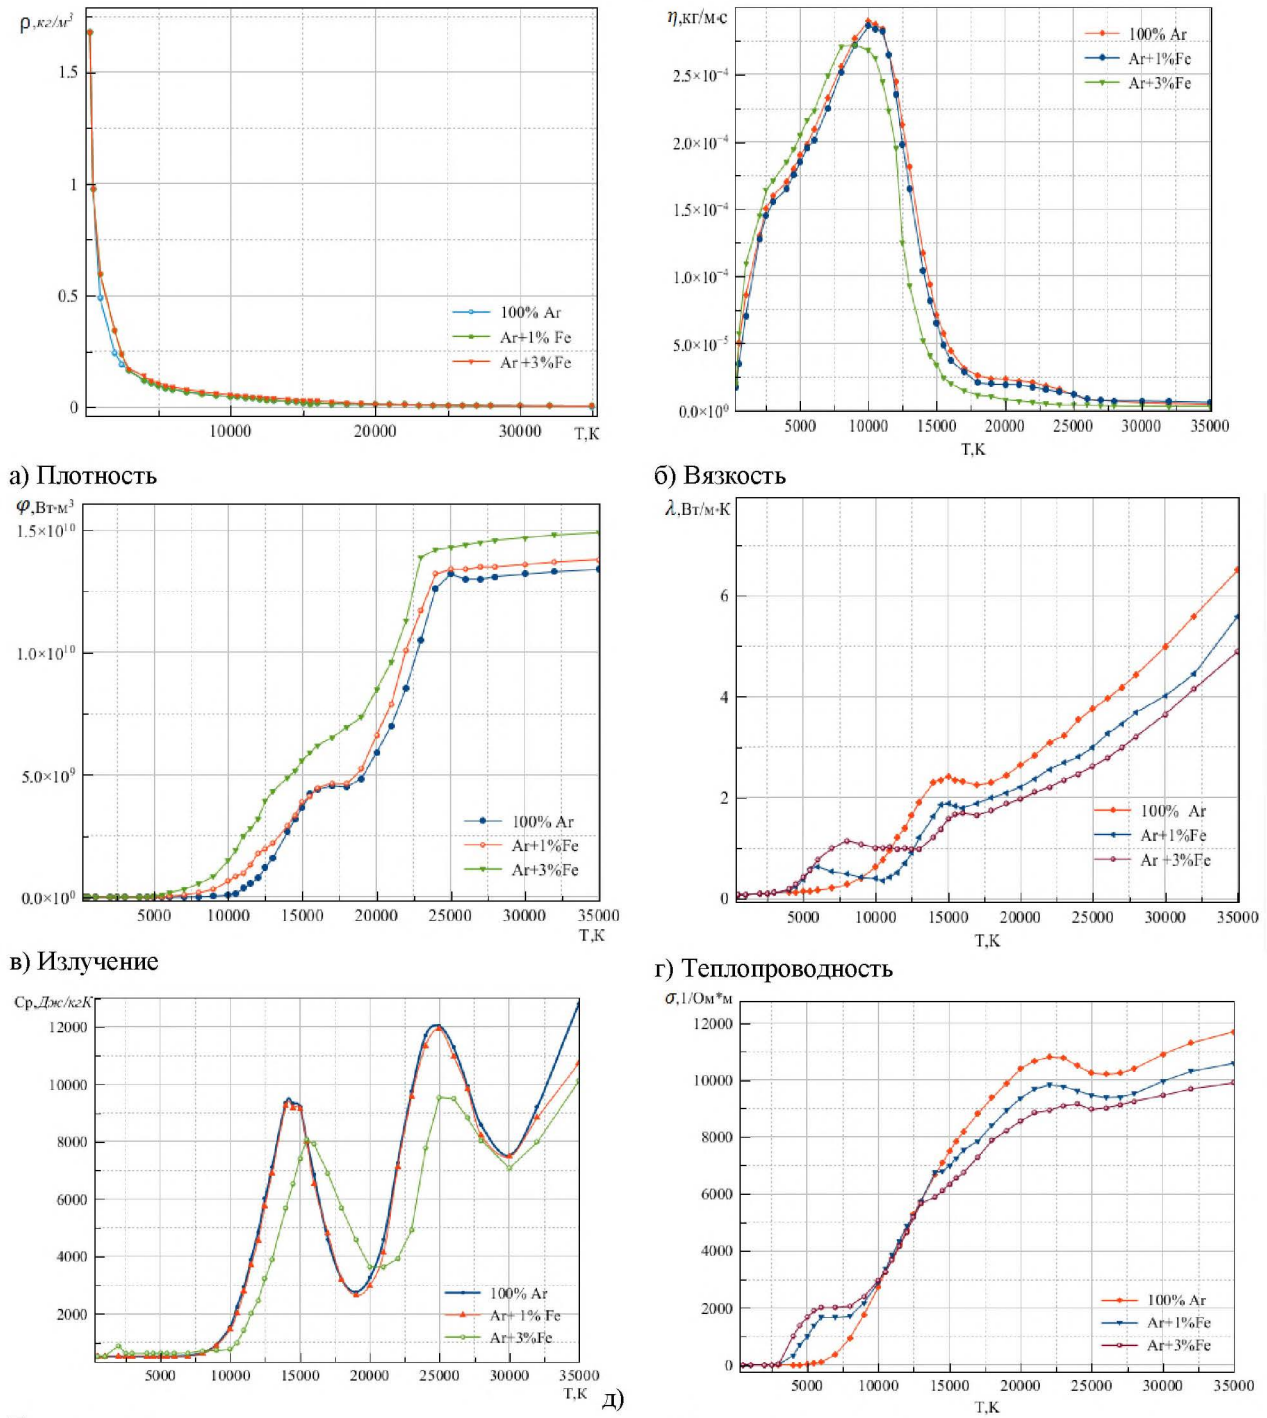 ρ,кг/м³
1.5
1
0.5
0
10000
20000
30000
T,K
100% Ar
Ar+1% Fe
Ar +3%Fe
а) Плотность
η,кг/м·с
2.5×10⁻⁴
2.0×10⁻⁴
1.5×10⁻⁴
1.0×10⁻⁴
5.0×10⁻⁵
0.0×10⁰
5000
10000
15000
20000
25000
30000
35000
T,K
100% Ar
Ar+1%Fe
Ar+3%Fe
б) Вязкость
φ,Вт·м³
1.5×10¹⁰
1.0×10¹⁰
5.0×10⁹
0.0×10⁰
5000
10000
15000
20000
25000
30000
35000
T,K
100% Ar
Ar+1%Fe
Ar+3%Fe
в) Излучение
λ,Вт/м·К
6
4
2
0
5000
10000
15000
20000
25000
30000
35000
T,K
100% Ar
Ar+1%Fe
Ar +3%Fe
г) Теплопроводность
Cp,Дж/кгК
12000
10000
8000
6000
4000
2000
5000
10000
15000
20000
25000
30000
35000
T,K
100% Ar
Ar+ 1% Fe
Ar+3%Fe
д)
σ,1/Ом*м
12000
10000
8000
6000
4000
2000
0
5000
10000
15000
20000
25000
30000
35000
T,K
100% Ar
Ar+1%Fe
Ar+3%Fe